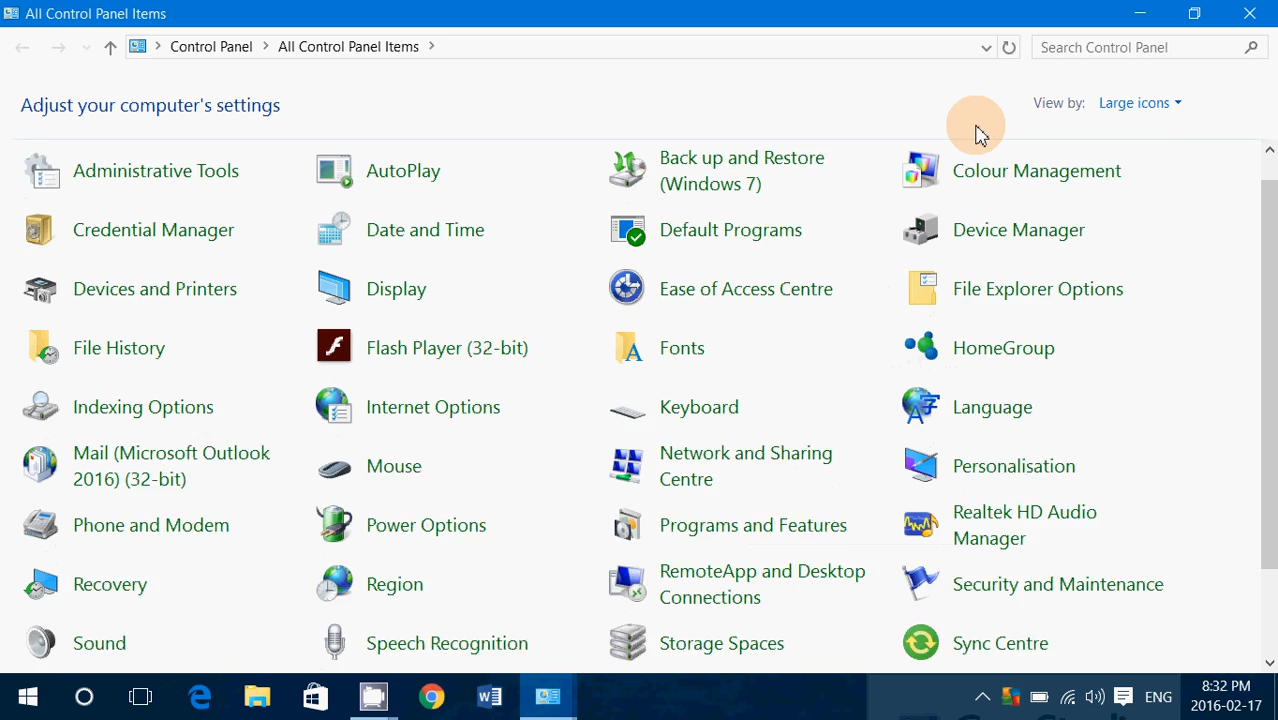 All Control Panel Items
Control Panel > All Control Panel Items >
Search Control Panel
Adjust your computer's settings
View by: Large icons
Administrative Tools
AutoPlay
Back up and Restore
(Windows 7)
Colour Management
Credential Manager
Date and Time
Default Programs
Device Manager
Devices and Printers
Display
Ease of Access Centre
File Explorer Options
File History
Flash Player (32-bit)
Fonts
HomeGroup
Indexing Options
Internet Options
Keyboard
Language
Mail (Microsoft Outlook
2016) (32-bit)
Mouse
Network and Sharing
Centre
Personalisation
Phone and Modem
Power Options
Programs and Features
Realtek HD Audio
Manager
Recovery
Region
RemoteApp and Desktop
Connections
Security and Maintenance
Sound
Speech Recognition
Storage Spaces
Sync Centre
ENG
8:32 PM
2016-02-17